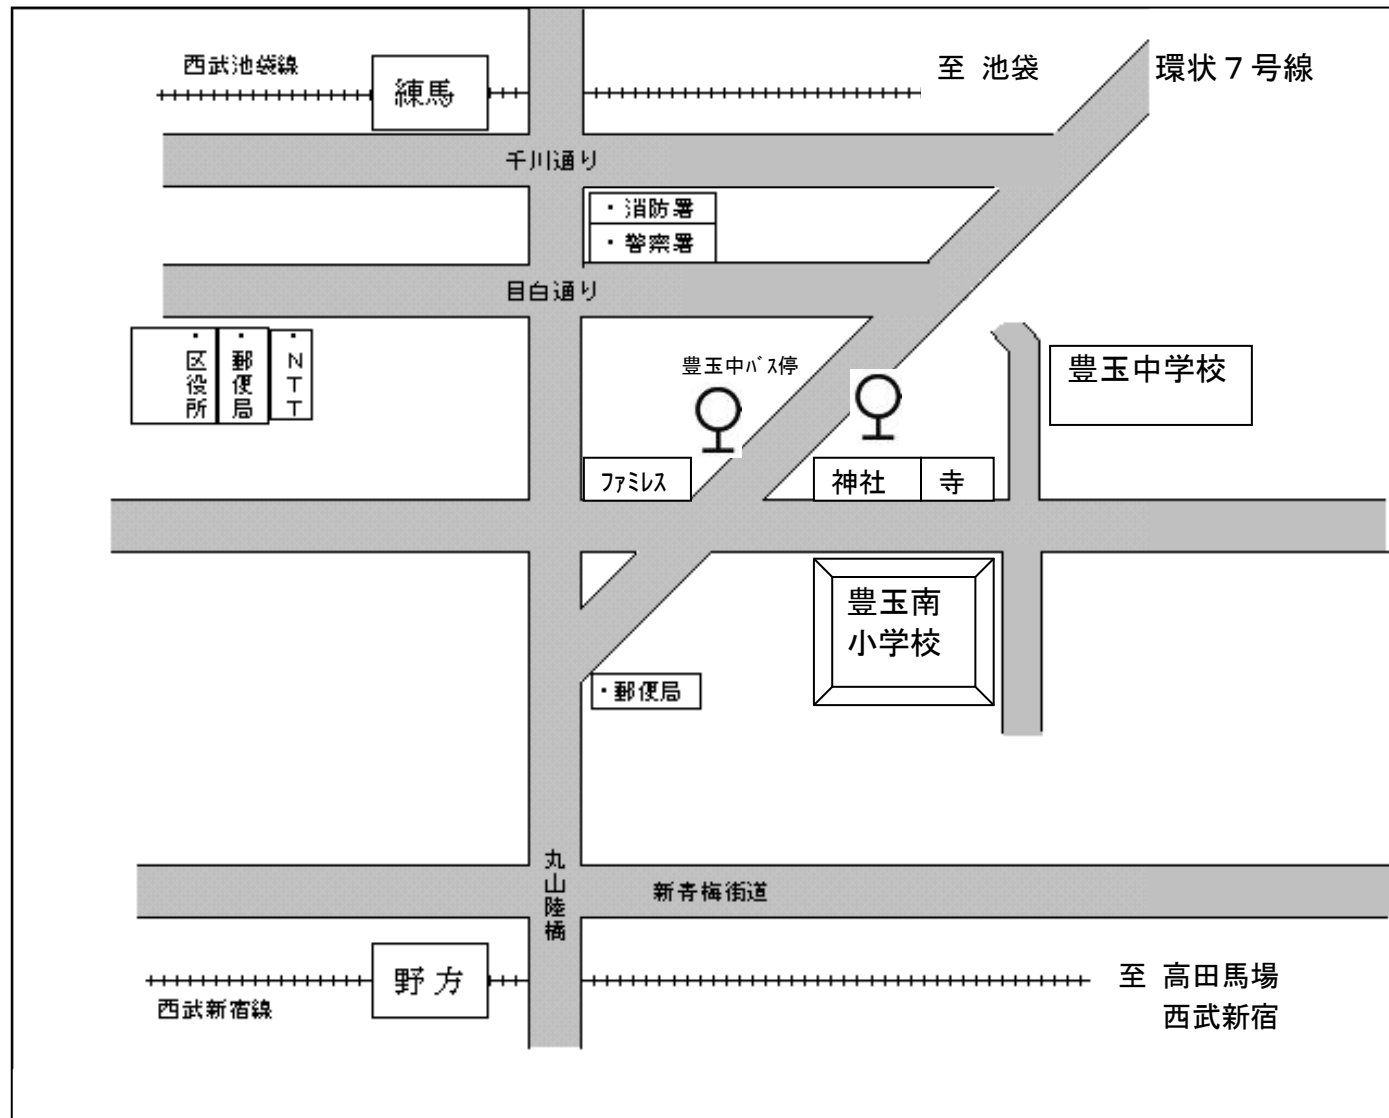 西武池袋線
練馬
至 池袋
環状７号線
千川通り
・消防署
・警察署
目白通り
・区役所
・郵便局
・NTT
豊玉中ﾊﾞｽ停
豊玉中学校
ﾌｧﾐﾚｽ
神社
寺
豊玉南
小学校
・郵便局
丸山陸橋
新青梅街道
野方
西武新宿線
至 高田馬場
西武新宿